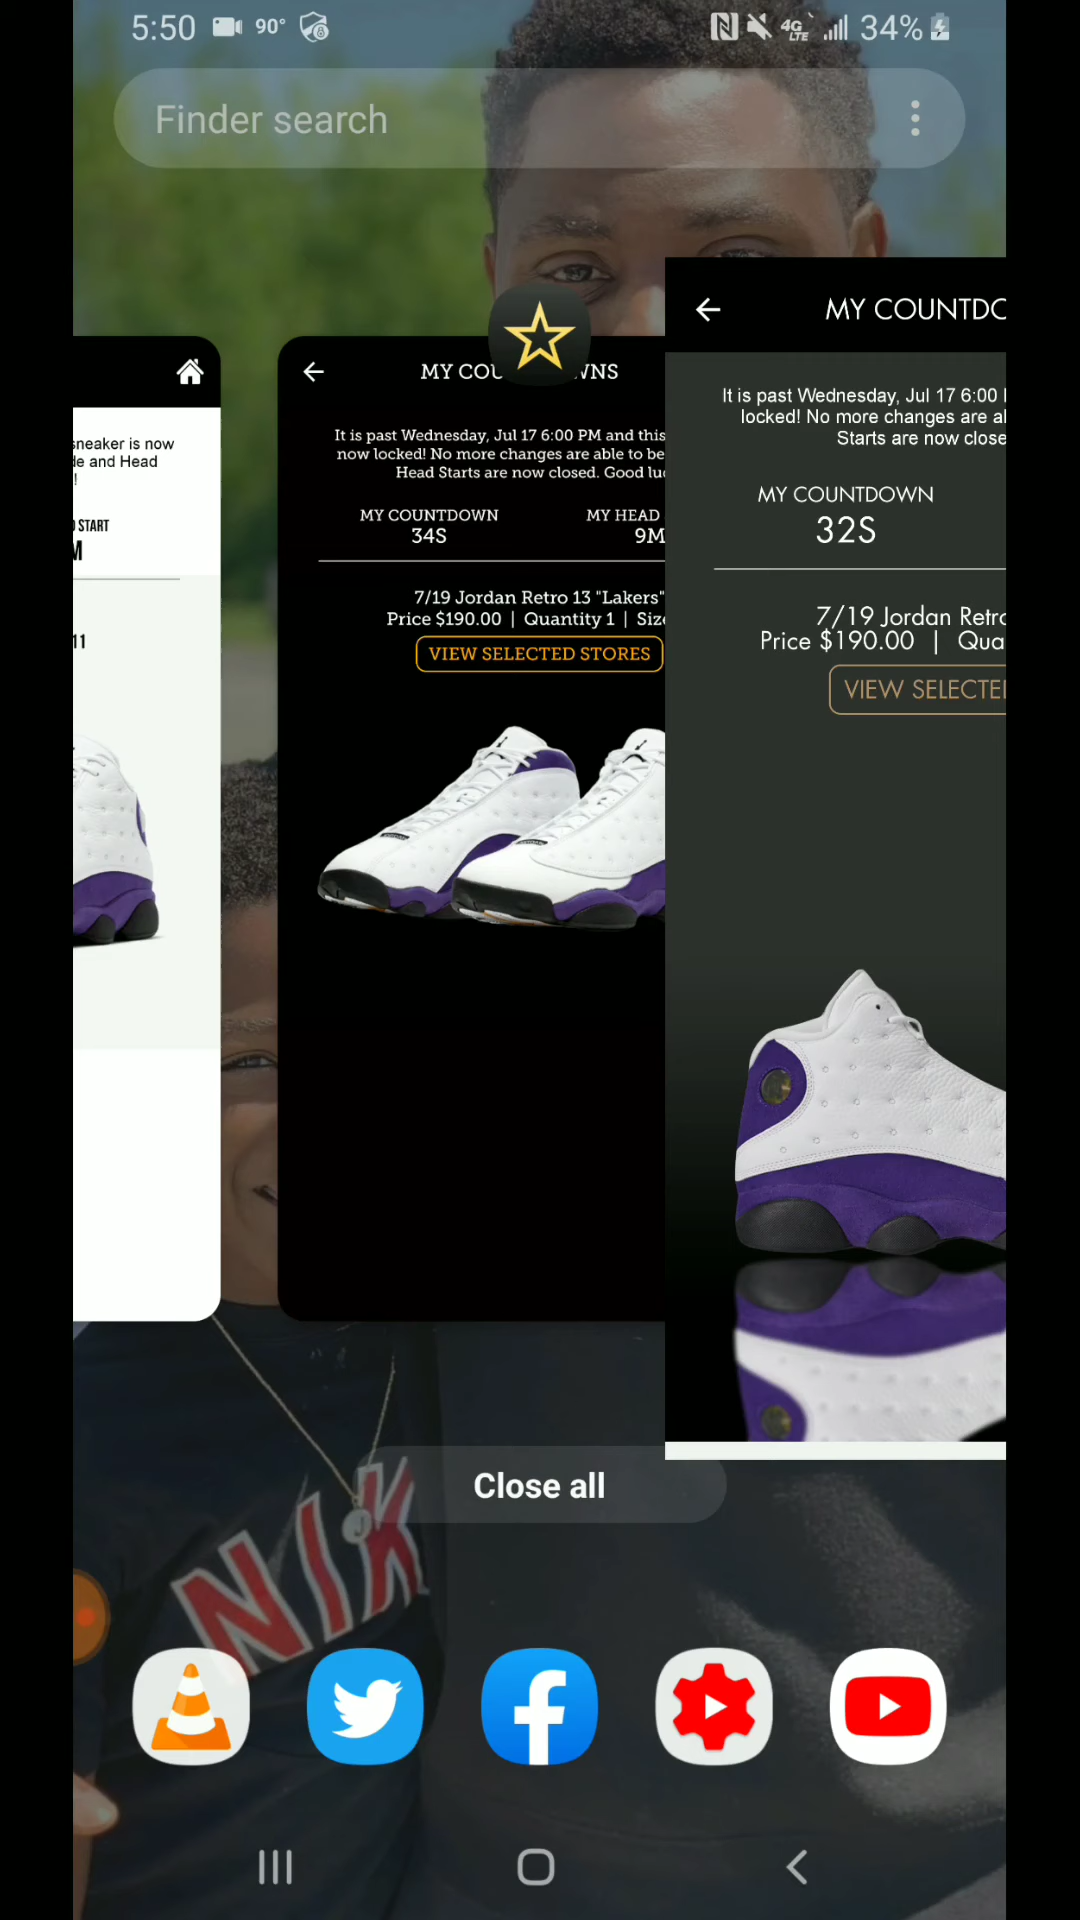 5:50 90° 4G LTE 34%
Finder search
sneaker is now
de and Head
!
START
M
11
MY COU WNS
It is past Wednesday, Jul 17 6:00 PM and this
now locked! No more changes are able to be
Head Starts are now closed. Good lu
MY COUNTDOWN MY HEAD
34S 9M
7/19 Jordan Retro 13 "Lakers"
Price $190.00 | Quantity 1 | Size
VIEW SELECTED STORES
MY COUNTDO
It is past Wednesday, Jul 17 6:00
locked! No more changes are a
Starts are now close
MY COUNTDOWN
32S
7/19 Jordan Retro
Price $190.00 | Qua
VIEW SELECTE
Close all
NIK
J